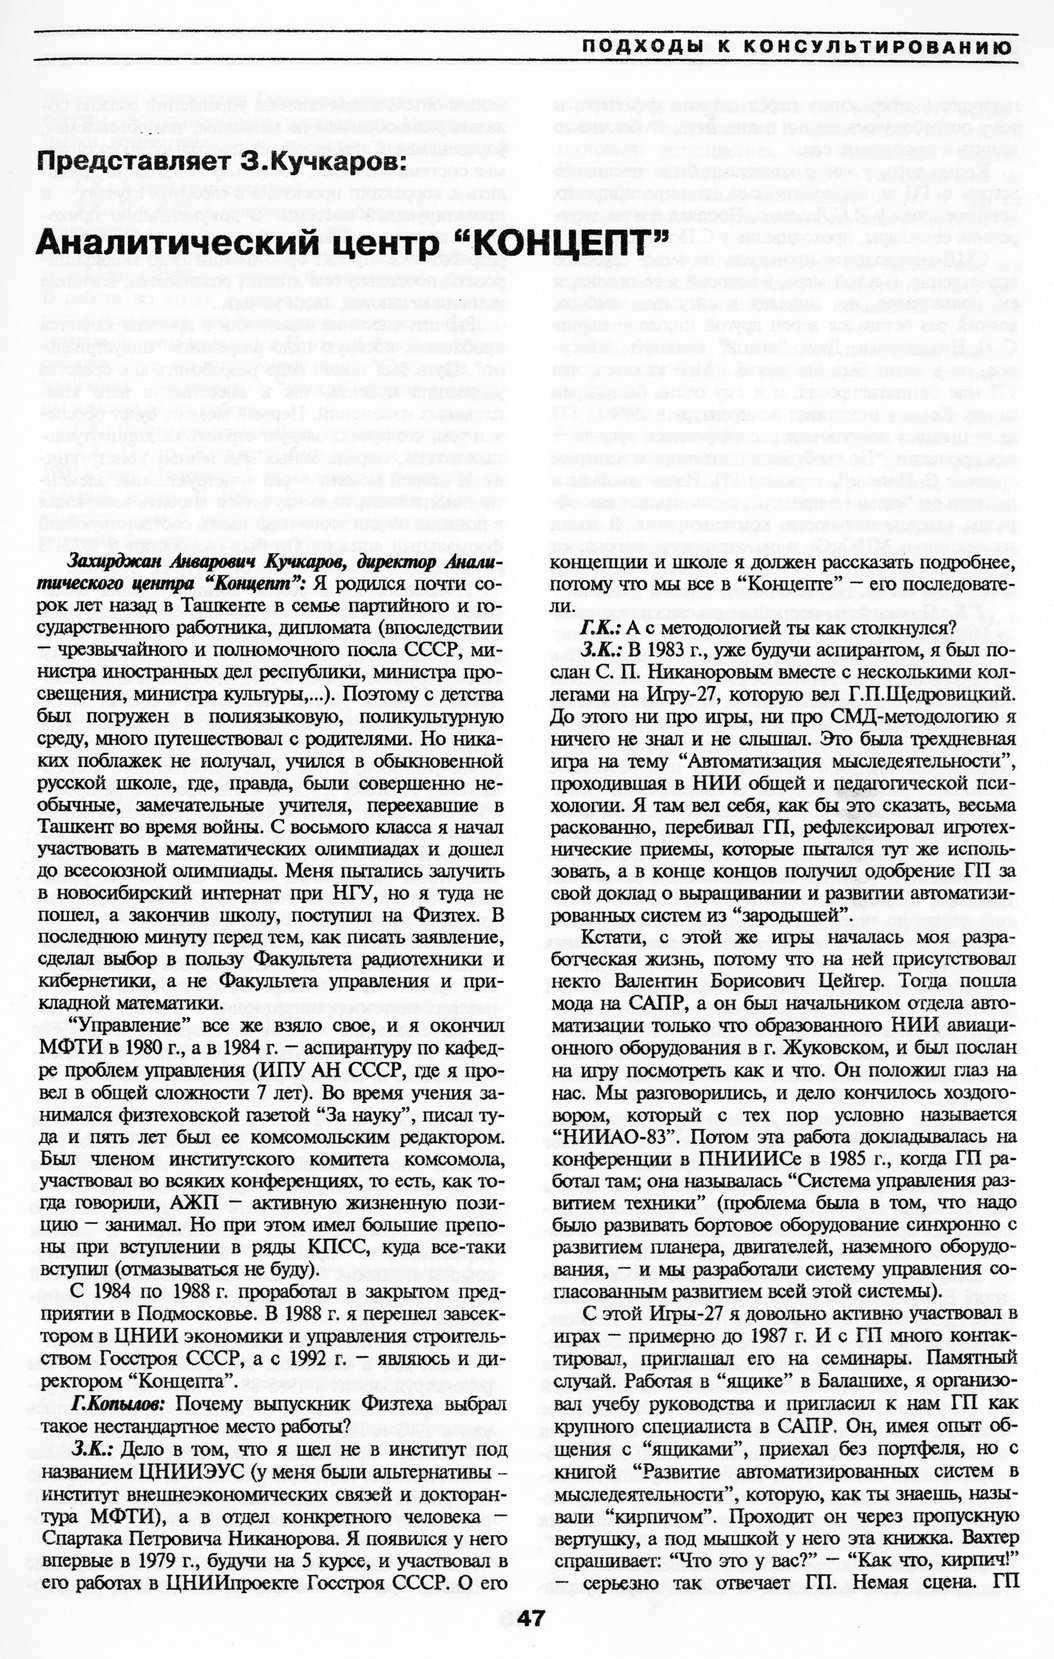 ПОДХОДЫ К КОНСУЛЬТИРОВАНИЮ
Представляет З.Кучкаров:
Аналитический центр “КОНЦЕПТ”
Захирджан Анварович Кучкаров, директор Анали-
тического центра “Концепт”: Я родился почти со-
рок лет назад в Ташкенте в семье партийного и го-
сударственного работника, дипломата (впоследствии
– чрезвычайного и полномочного посла СССР, ми-
нистра иностранных дел республики, министра про-
свещения, министра культуры,...). Поэтому с детства
был погружен в полиязыковую, поликультурную
среду, много путешествовал с родителями. Но ника-
ких поблажек не получал, учился в обыкновенной
русской школе, где, правда, были совершенно не-
обычные, замечательные учителя, переехавшие в
Ташкент во время войны. С восьмого класса я начал
участвовать в математических олимпиадах и дошел
до всесоюзной олимпиады. Меня пытались залучить
в новосибирский интернат при НГУ, но я туда не
пошел, а закончив школу, поступил на Физтех. В
последнюю минуту перед тем, как писать заявление,
сделал выбор в пользу Факультета радиотехники и
кибернетики, а не Факультета управления и при-
кладной математики.
“Управление” все же взяло свое, и я окончил
МФТИ в 1980 г., а в 1984 г. – аспирантуру по кафед-
ре проблем управления (ИПУ АН СССР, где я про-
вел в общей сложности 7 лет). Во время учения за-
нимался физтеховской газетой “За науку”, писал ту-
да и пять лет был ее комсомольским редактором.
Был членом институтского комитета комсомола,
участвовал во всяких конференциях, то есть, как то-
гда говорили, АЖП – активную жизненную пози-
цию – занимал. Но при этом имел большие препо-
ны при вступлении в ряды КПСС, куда все-таки
вступил (отмазываться не буду).
С 1984 по 1988 г. проработал в закрытом пред-
приятии в Подмосковье. В 1988 г. я перешел завсек-
тором в ЦНИИ экономики и управления строитель-
ством Госстроя СССР, а с 1992 г. – являюсь и ди-
ректором “Концепта”.
Г.Копылов: Почему выпускник Физтеха выбрал
такое нестандартное место работы?
З.К.: Дело в том, что я шел не в институт под
названием ЦНИИЭУС (у меня были альтернативы –
институт внешнеэкономических связей и докторан-
тура МФТИ), а в отдел конкретного человека –
Спартака Петровича Никанорова. Я появился у него
впервые в 1979 г., будучи на 5 курсе, и участвовал в
его работах в ЦНИИпроекте Госстроя СССР. О его
концепции и школе я должен рассказать подробнее,
потому что мы все в “Концепте” – его последовате-
ли.
Г.К.: А с методологией ты как столкнулся?
З.К.: В 1983 г., уже будучи аспирантом, я был по-
слан С. П. Никаноровым вместе с несколькими кол-
легами на Игру-27, которую вел Г.П.Щедровицкий.
До этого ни про игры, ни про СМД-методологию я
ничего не знал и не слышал. Это была трехдневная
игра на тему “Автоматизация мыследеятельности”,
проходившая в НИИ общей и педагогической пси-
хологии. Я там вел себя, как бы это сказать, весьма
раскованно, перебивал ГП, рефлексировал игротех-
нические приемы, которые пытался тут же исполь-
зовать, а в конце концов получил одобрение ГП за
свой доклад о выращивании и развитии автоматизи-
рованных систем из “зародышей”.
Кстати, с этой же игры началась моя разра-
ботческая жизнь, потому что на ней присутствовал
некто Валентин Борисович Цейгер. Тогда пошла
мода на САПР, а он был начальником отдела авто-
матизации только что образованного НИИ авиаци-
онного оборудования в г. Жуковском, и был послан
на игру посмотреть как и что. Он положил глаз на
нас. Мы разговорились, и дело кончилось хоздого-
вором, который с тех пор условно называется
“НИИАО-83”. Потом эта работа докладывалась на
конференции в ПНИИИСе в 1985 г., когда ГП ра-
ботал там; она называлась “Система управления раз-
витием техники” (проблема была в том, что надо
было развивать бортовое оборудование синхронно с
развитием планера, двигателей, наземного оборудо-
вания, – и мы разработали систему управления со-
гласованным развитием всей этой системы).
С этой Игры-27 я довольно активно участвовал в
играх – примерно до 1987 г. И с ГП много контак-
тировал, приглашал его на семинары. Памятный
случай. Работая в “ящике” в Балашихе, я организо-
вал учебу руководства и пригласил к нам ГП как
крупного специалиста в САПР. Он, имея опыт об-
щения с “ящиками”, приехал без портфеля, но с
книгой “Развитие автоматизированных систем в
мыследеятельности”, которую, как ты знаешь, назы-
вали “кирпичом”. Проходит он через пропускную
вертушку, а под мышкой у него эта книжка. Вахтер
спрашивает: “Что это у вас?” – “Как что, кирпич!”
– серьезно так отвечает ГП. Немая сцена. ГП
47